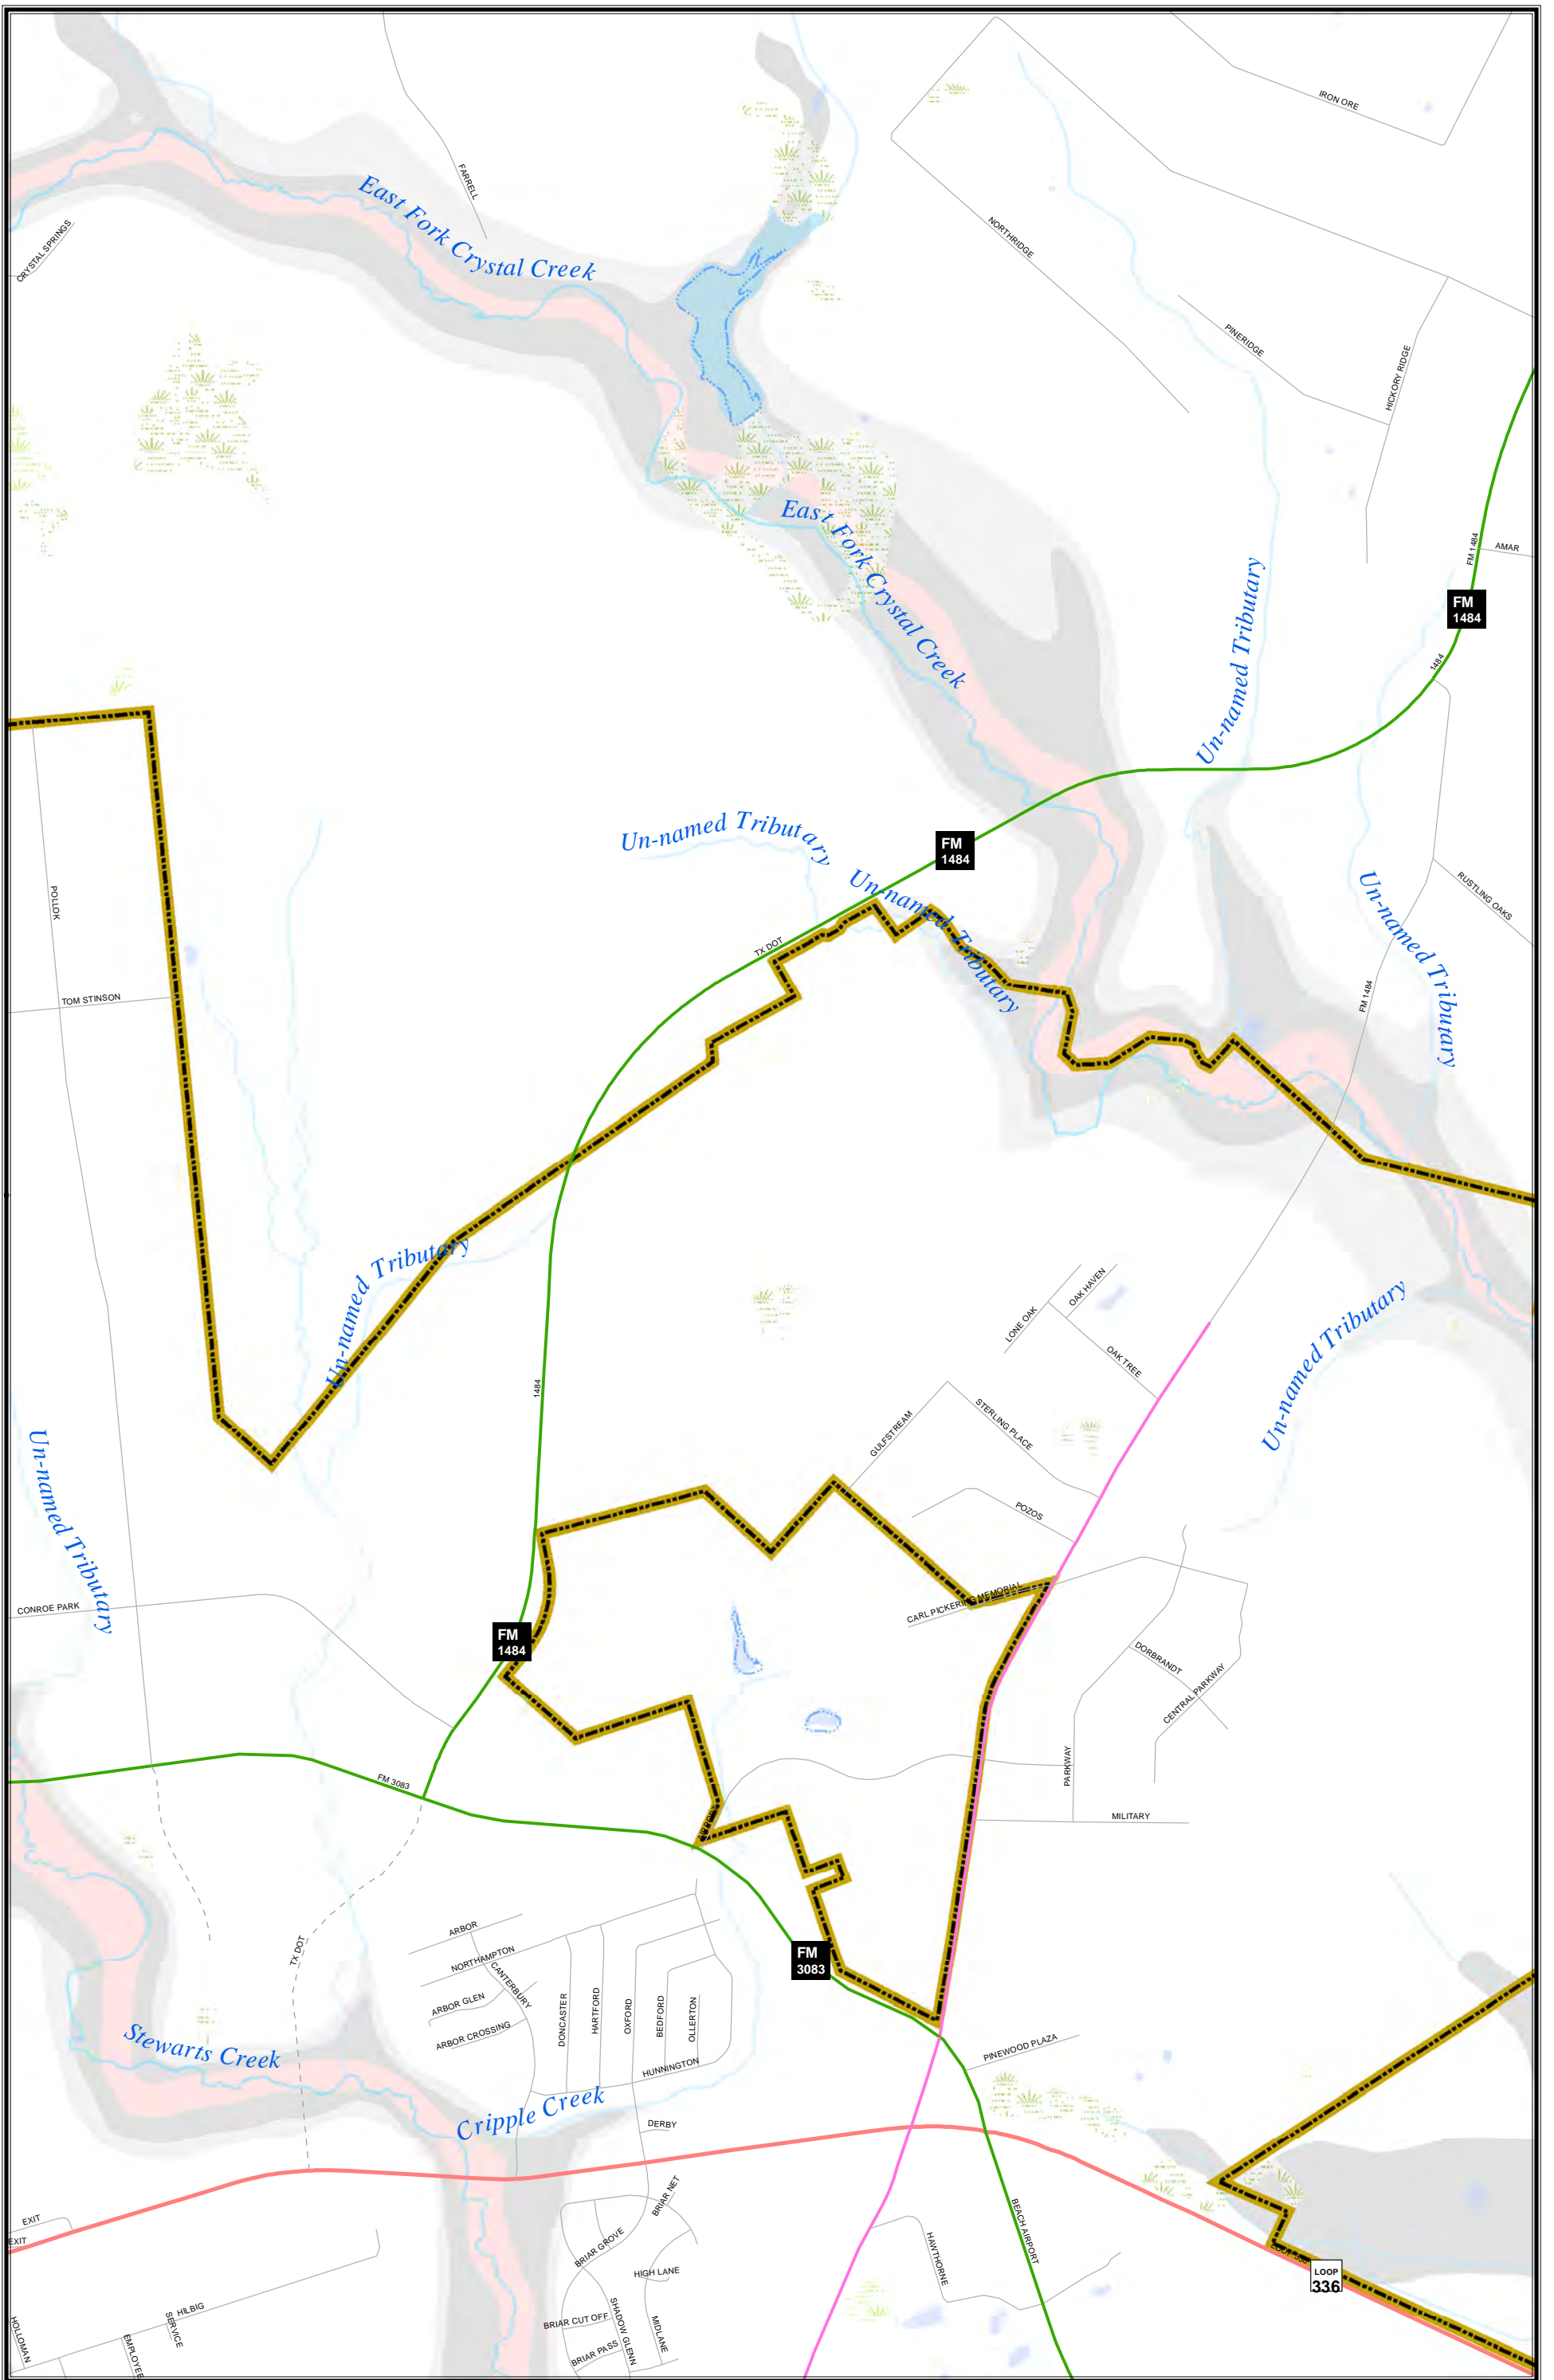 IRON ORE
FARRELL
East Fork Crystal Creek
CRYSTAL SPRINGS
NORTHRIDGE
PINERIDGE
HICKORY RIDGE
East Fork Crystal Creek
FM 1484
AMAR
FM
1484
Un-named Tributary
1484
Un-named Tributary
FM
1484
Un-named Tributary
POLLOK
RUSTLING OAKS
Un-named Tributary
TX DOT
TOM STINSON
FM 1484
Un-named Tributary
OAK HAVEN
LONE OAK
Un-named Tributary
OAK TREE
1484
STERLING PLACE
GULFSTREAM
Un-named Tributary
POZOS
CONROE PARK
CARL PICKERING MEMORIAL
FM
1484
DORBRANDT
CENTRAL PARKWAY
PARKWAY
FM 3083
MILITARY
ARBOR
TX DOT
NORTHAMPTON
FM
3083
CANTERBURY
ARBOR GLEN
DONCASTER
HARTFORD
OXFORD
BEDFORD
OLLERTON
ARBOR CROSSING
Stewarts Creek
PINEWOOD PLAZA
HUNNINGTON
Cripple Creek
DERBY
BRIAR NET
EXIT
EXIT
BRIAR GROVE
BEACH AIRPORT
HAWTHORNE
HIGH LANE
LOOP
336
HILBIG
SERVICE
BRIAR CUT OFF
SHADOW GLENN
MIDLANE
HOLLOMAN
EMPLOYEE
BRIAR PASS